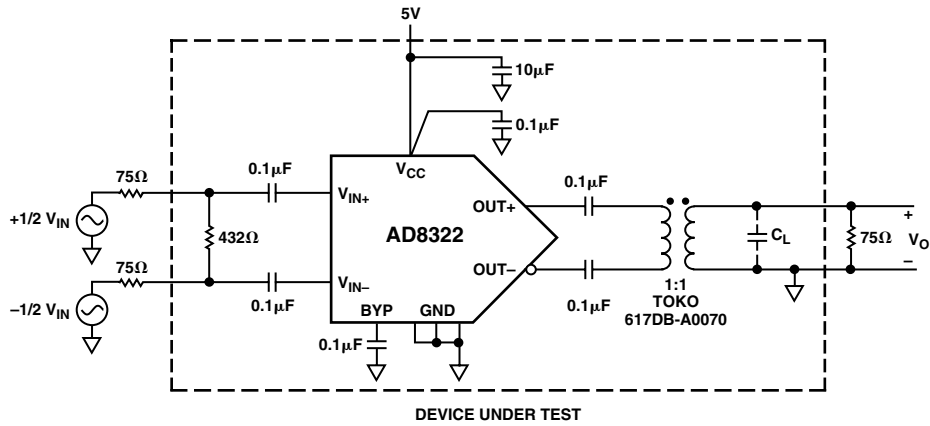 5V
10µF
0.1µF
0.1µF
75Ω
VCC
VIN+
0.1µF
OUT+
+1/2 VIN
432Ω
AD8322
CL
75Ω
+
VO
–
75Ω
OUT–
VIN–
1:1
TOKO
617DB-A0070
–1/2 VIN
0.1µF
BYP
GND
0.1µF
0.1µF
DEVICE UNDER TEST